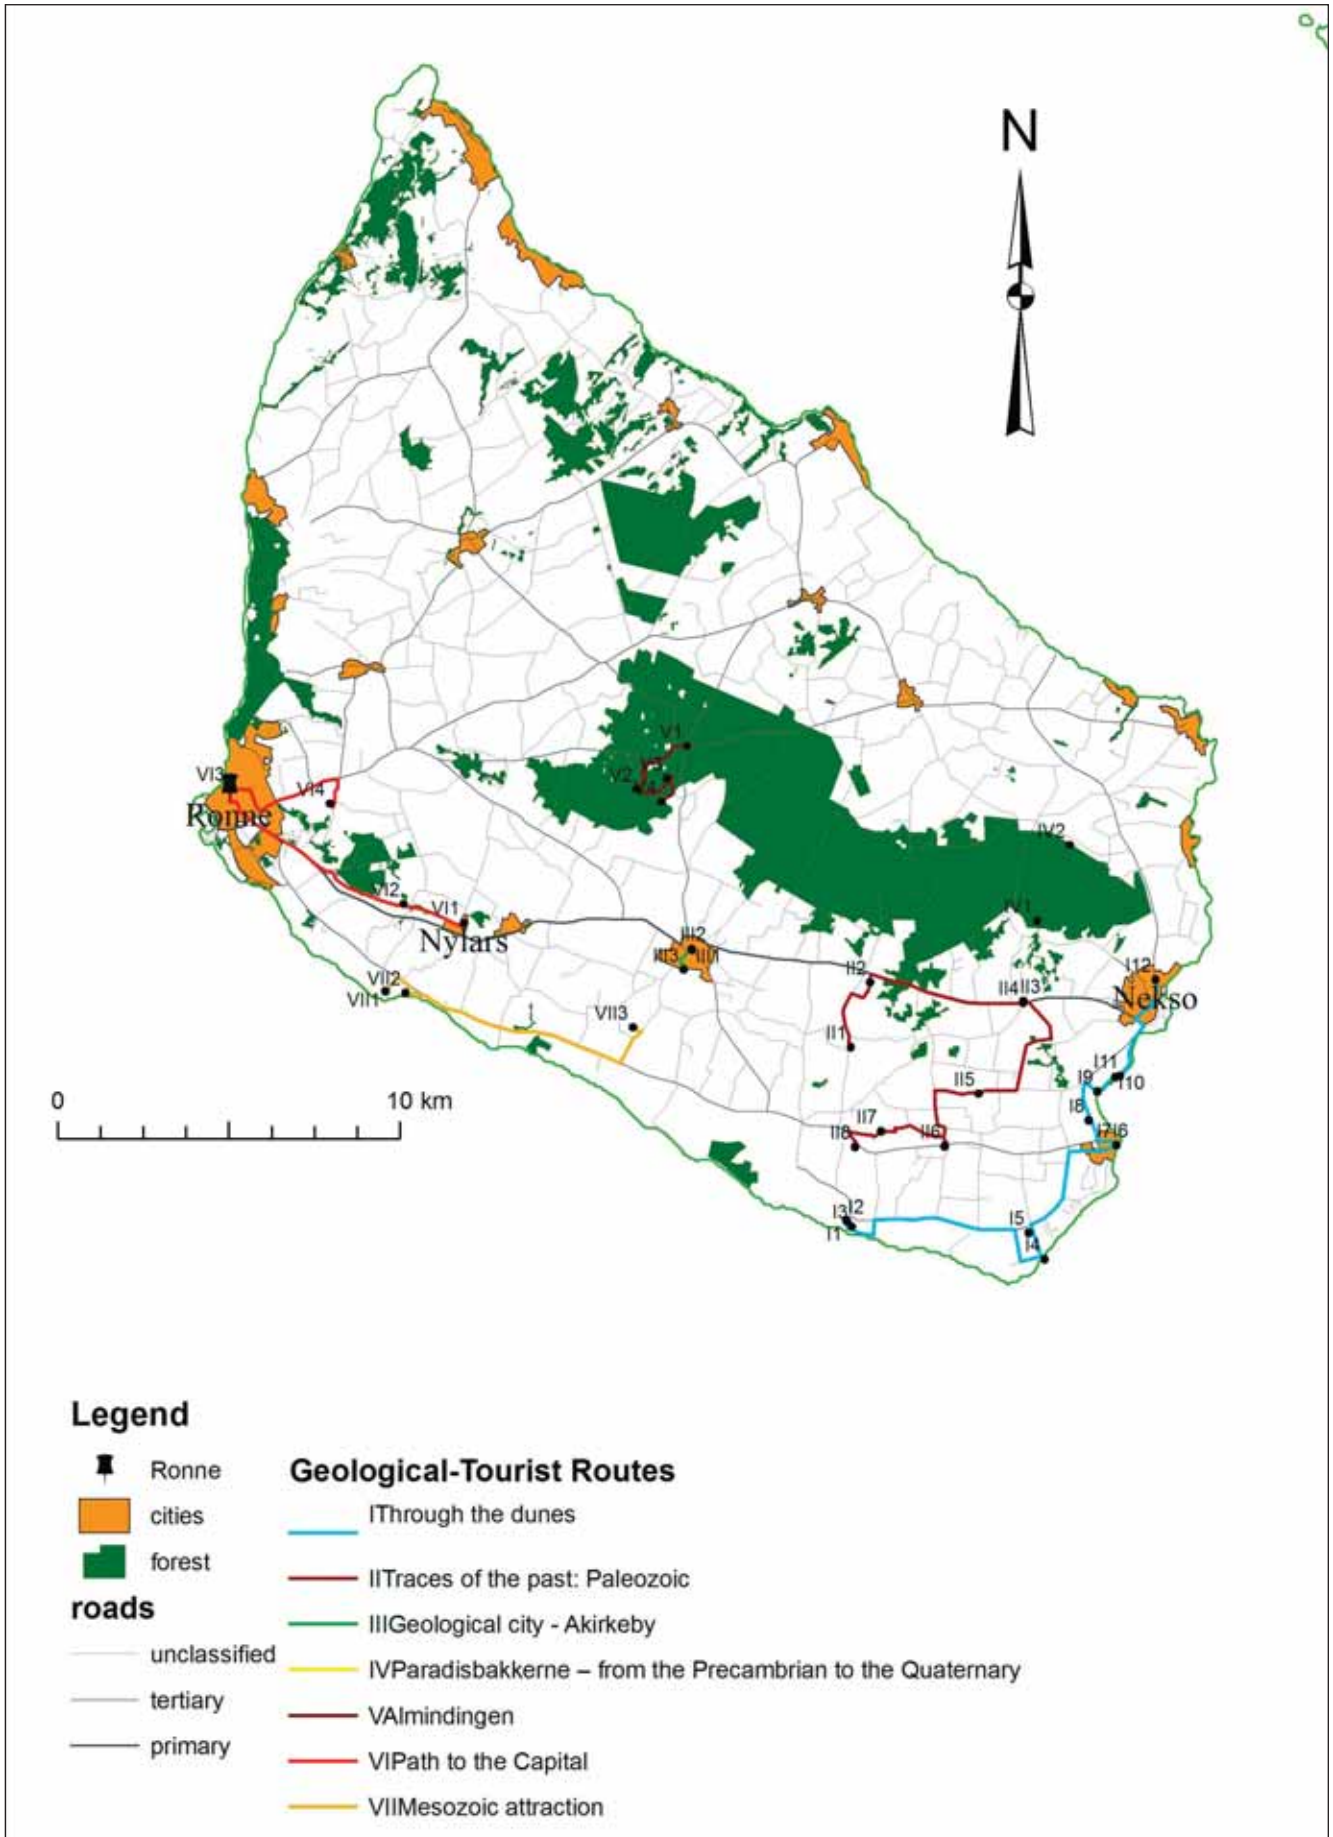 N
V1
V2
VI3
VI4
Ronne
IV2
VI2
VI1
Nylars
IV1
III2
III3 III1
II2
I12
Nekso
VII2
VII1
II4 II3
VII3
II1
I11
I9
I10
II5
I8
0 10 km
II7
II8
II6
I7 I6
I2
I3
I1
I5
I4
Legend
Ronne
cities
forest
roads
unclassified
tertiary
primary
Geological-Tourist Routes
IThrough the dunes
IITraces of the past: Paleozoic
IIIGeological city - Akirkeby
IVParadisbakkerne – from the Precambrian to the Quaternary
VAlmindingen
VIPath to the Capital
VIIMesozoic attraction